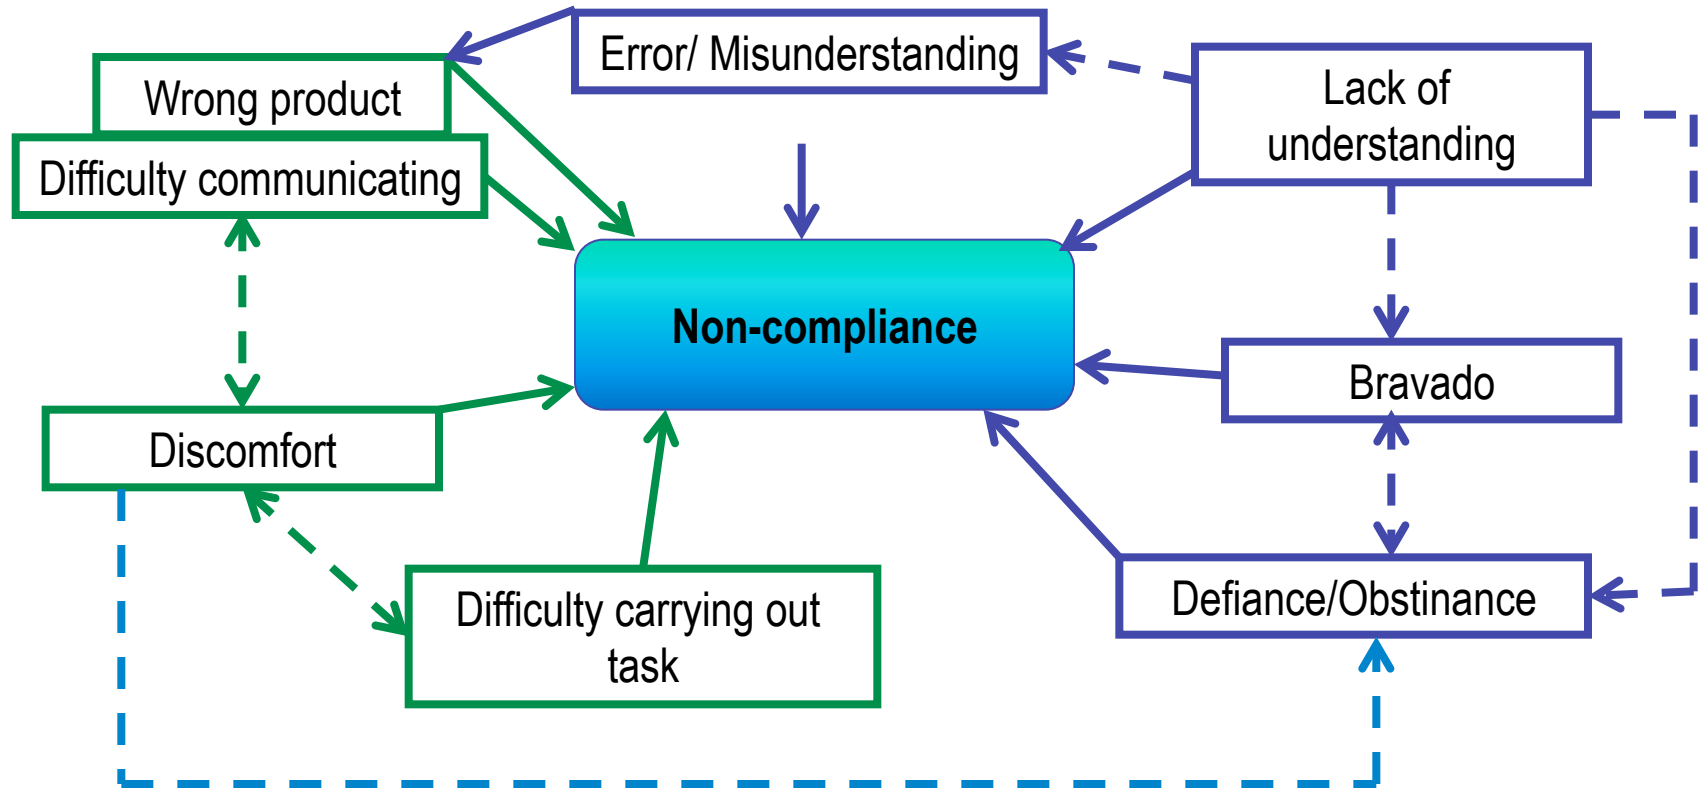 Error/ Misunderstanding
Wrong product
Lack of
understanding
Difficulty communicating
Non-compliance
Bravado
Discomfort
Defiance/Obstinance
Difficulty carrying out
task